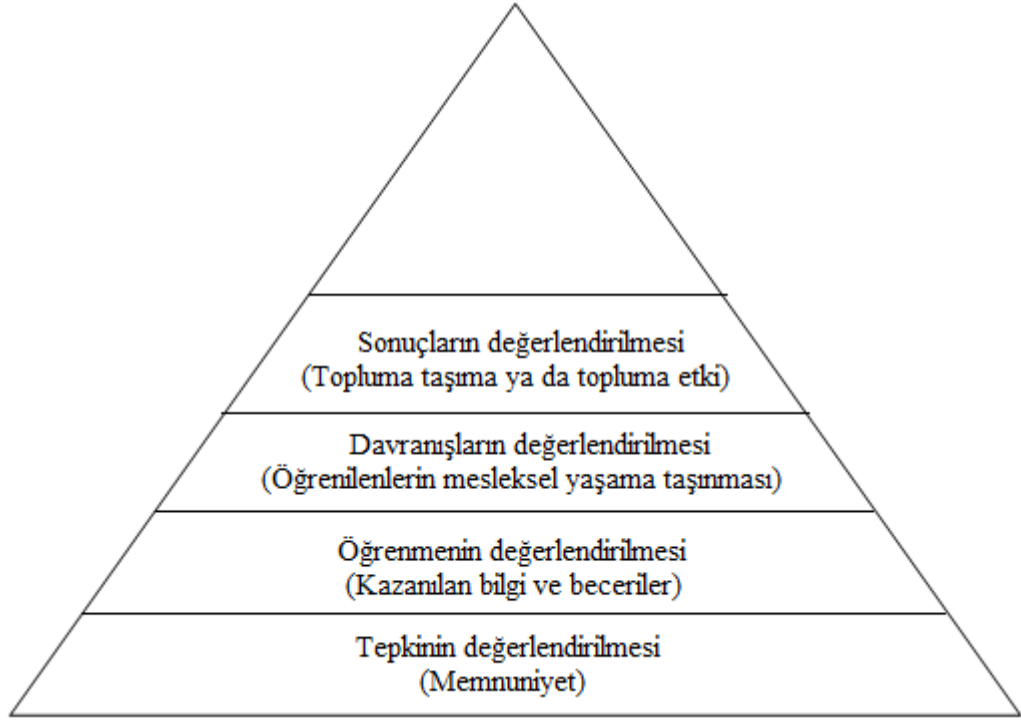 Sonuçların değerlendirilmesi
(Topluma taşıma ya da topluma etki)
Davranışların değerlendirilmesi
(Öğrenilenlerin mesleksel yaşama taşınması)
Öğrenmenin değerlendirilmesi
(Kazanılan bilgi ve beceriler)
Tepkinin değerlendirilmesi
(Memnuniyet)